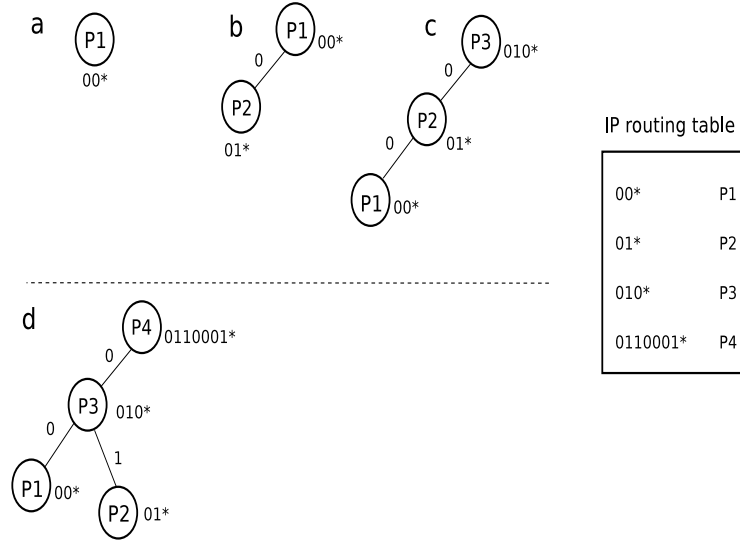 a
P1
00*
b
P1
00*
0
P2
01*
c
P3
010*
0
P2
01*
0
P1
00*
IP routing table
00* P1
01* P2
010* P3
0110001* P4
d
P4
0110001*
0
P3
010*
0
1
P1
00*
P2
01*